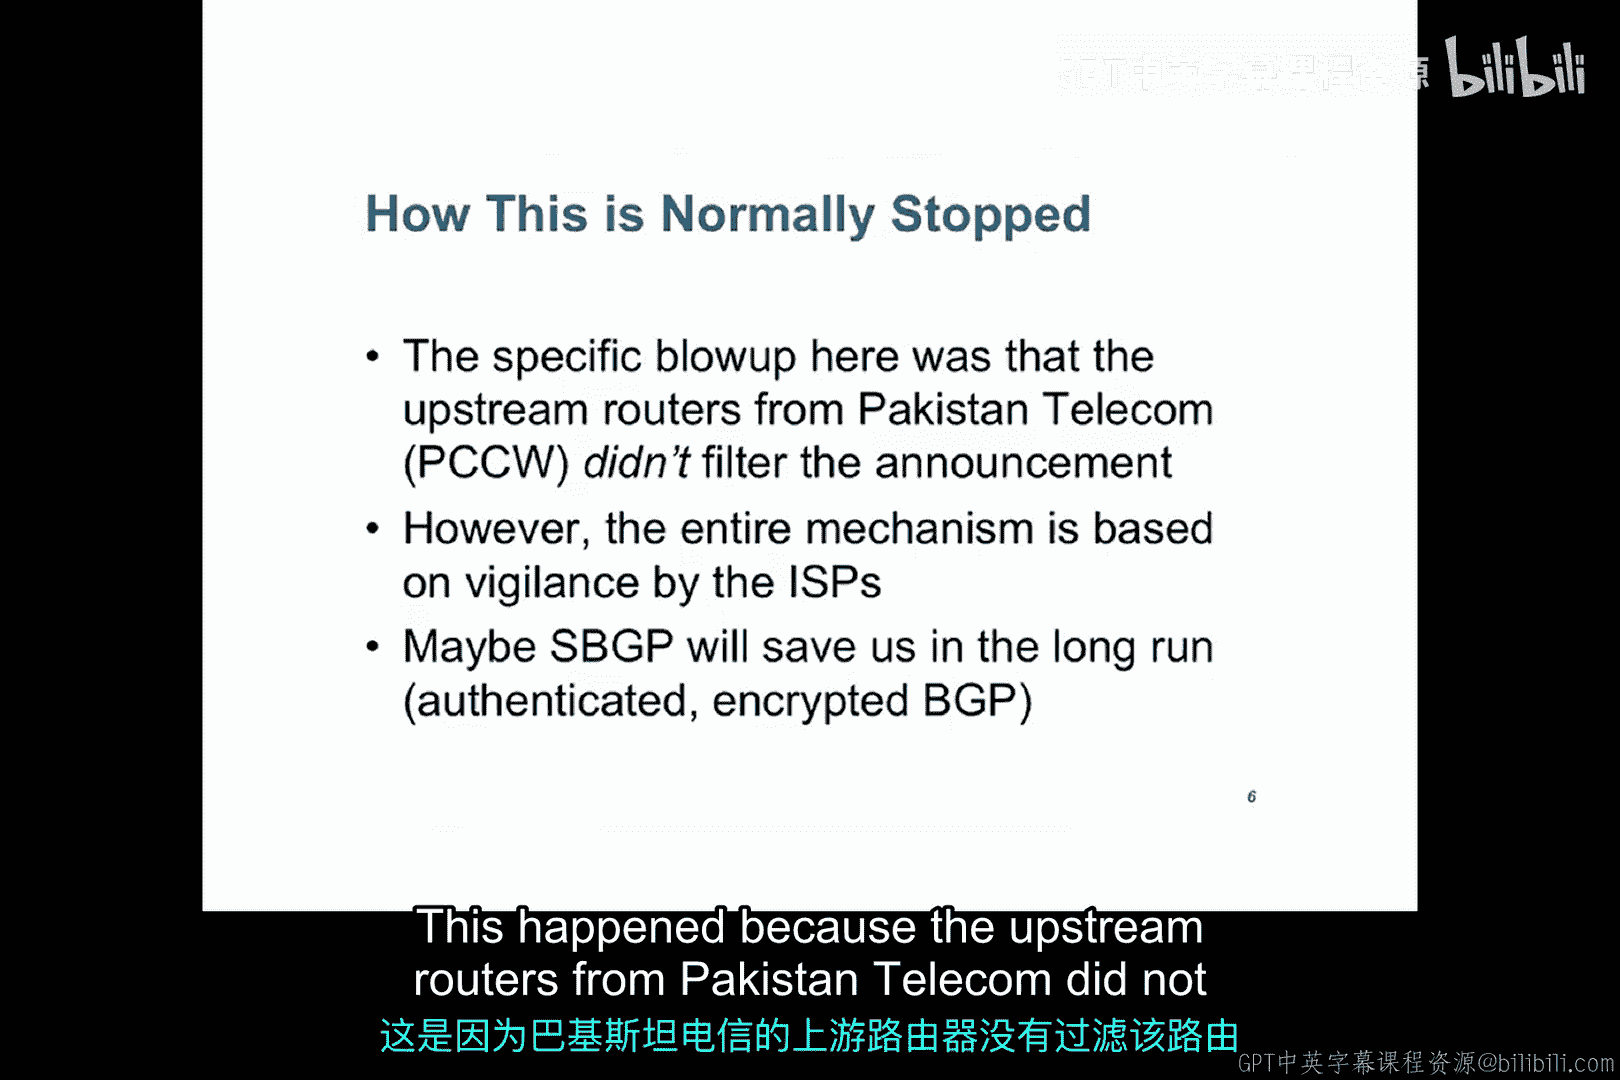 bilibili
How This is Normally Stopped
• The specific blowup here was that the
upstream routers from Pakistan Telecom
(PCCW) didn't filter the announcement
• However, the entire mechanism is based
on vigilance by the ISPs
• Maybe SBGP will save us in the long run
(authenticated, encrypted BGP)
6
This happened because the upstream
routers from Pakistan Telecom did not
这是因为巴基斯坦电信的上游路由器没有过滤该路由
GPT中英字幕课程资源@bilibili.com